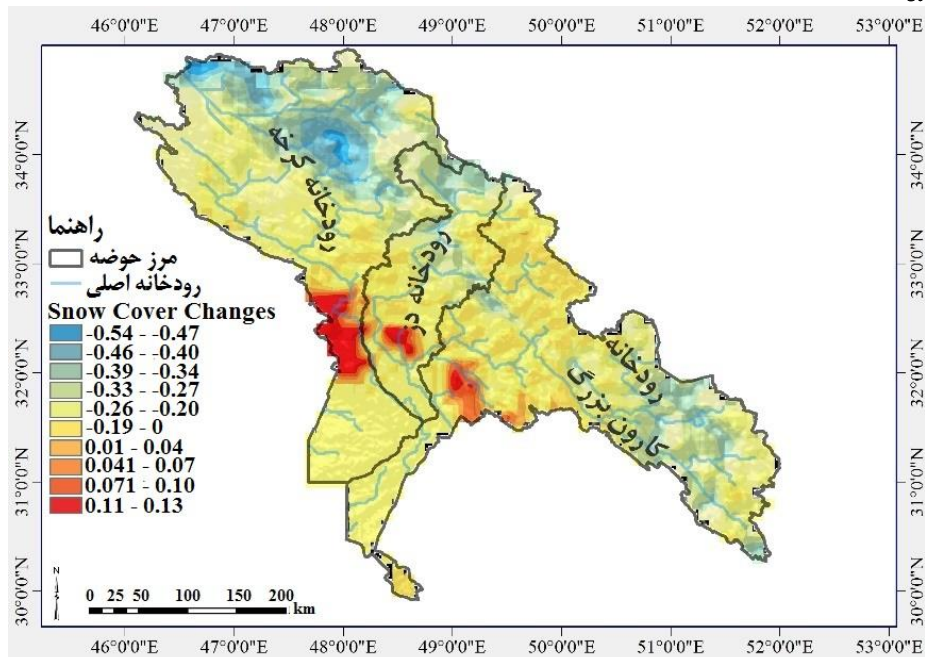 46°0'0"E 47°0'0"E 48°0'0"E 49°0'0"E 50°0'0"E 51°0'0"E 52°0'0"E 53°0'0"E
34°0'0"N
33°0'0"N
32°0'0"N
31°0'0"N
30°0'0"N
34°0'0"N
33°0'0"N
32°0'0"N
31°0'0"N
30°0'0"N
رودخانه کرخه
رودخانه دز
رودخانه
کارون بزرگ
راهنما
مرز حوضه
رودخانه اصلی
Snow Cover Changes
-0.54 - -0.47
-0.46 - -0.40
-0.39 - -0.34
-0.33 - -0.27
-0.26 - -0.20
-0.19 - 0
0.01 - 0.04
0.041 - 0.07
0.071 - 0.10
0.11 - 0.13
N
0 25 50 100 150 200 km
46°0'0"E 47°0'0"E 48°0'0"E 49°0'0"E 50°0'0"E 51°0'0"E 52°0'0"E 53°0'0"E